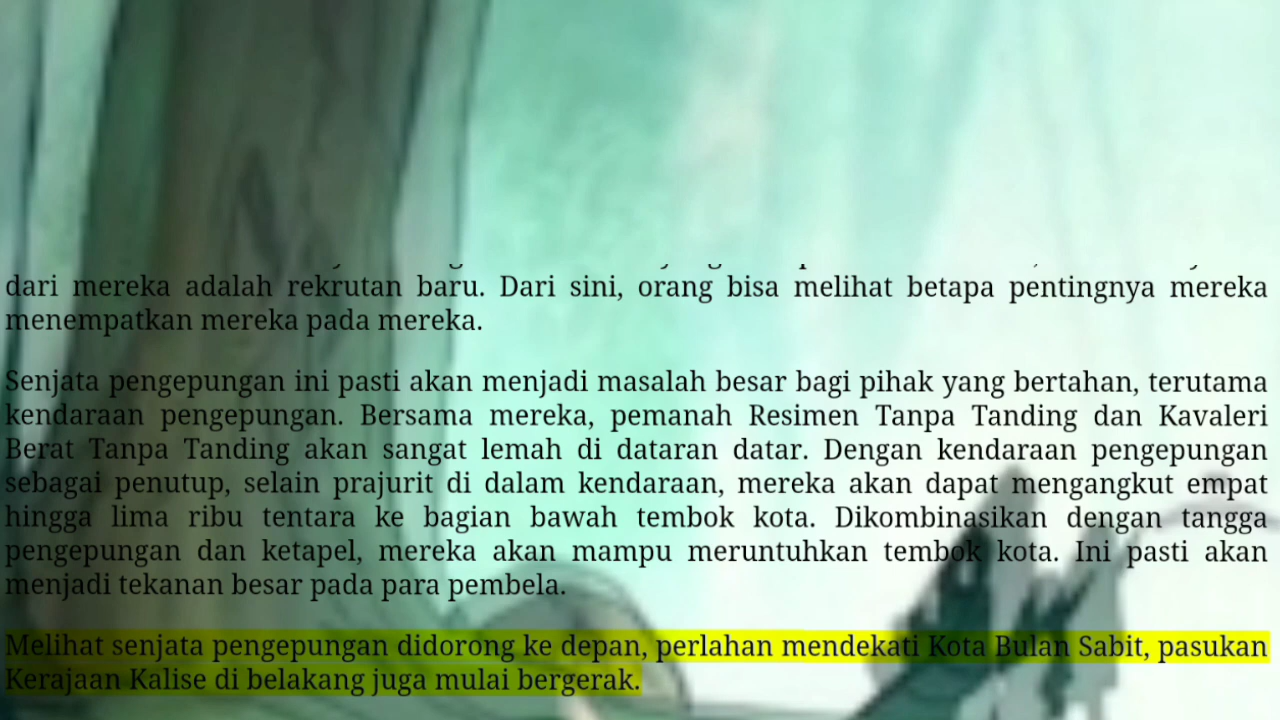 dari mereka adalah rekrutan baru. Dari sini, orang bisa melihat betapa pentingnya mereka
menempatkan mereka pada mereka.
Senjata pengepungan ini pasti akan menjadi masalah besar bagi pihak yang bertahan, terutama
kendaraan pengepungan. Bersama mereka, pemanah Resimen Tanpa Tanding dan Kavaleri
Berat Tanpa Tanding akan sangat lemah di dataran datar. Dengan kendaraan pengepungan
sebagai penutup, selain prajurit di dalam kendaraan, mereka akan dapat mengangkut empat
hingga lima ribu tentara ke bagian bawah tembok kota. Dikombinasikan dengan tangga
pengepungan dan ketapel, mereka akan mampu meruntuhkan tembok kota. Ini pasti akan
menjadi tekanan besar pada para pembela.
Melihat senjata pengepungan didorong ke depan, perlahan mendekati Kota Bulan Sabit, pasukan
Kerajaan Kalise di belakang juga mulai bergerak.